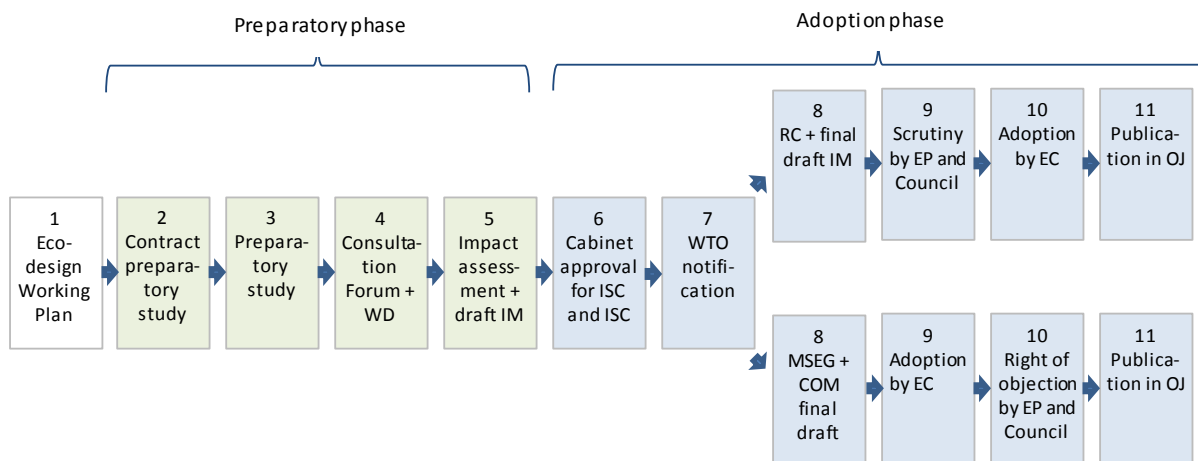 Preparatory phase
Adoption phase
1
Eco-
design
Working
Plan
2
Contract
prepara-
tory
study
3
Prepara-
tory
study
4
Consulta-
tion
Forum +
WD
5
Impact
assess-
ment +
draft IM
6
Cabinet
approval
for ISC
and ISC
7
WTO
notifi-
cation
8
RC + final
draft IM
9
Scrutiny
by EP and
Council
10
Adoption
by EC
11
Publica-
tion in OJ
8
MSEG +
COM
final
draft
9
Adoption
by EC
10
Right of
objection
by EP and
Council
11
Publica-
tion in OJ